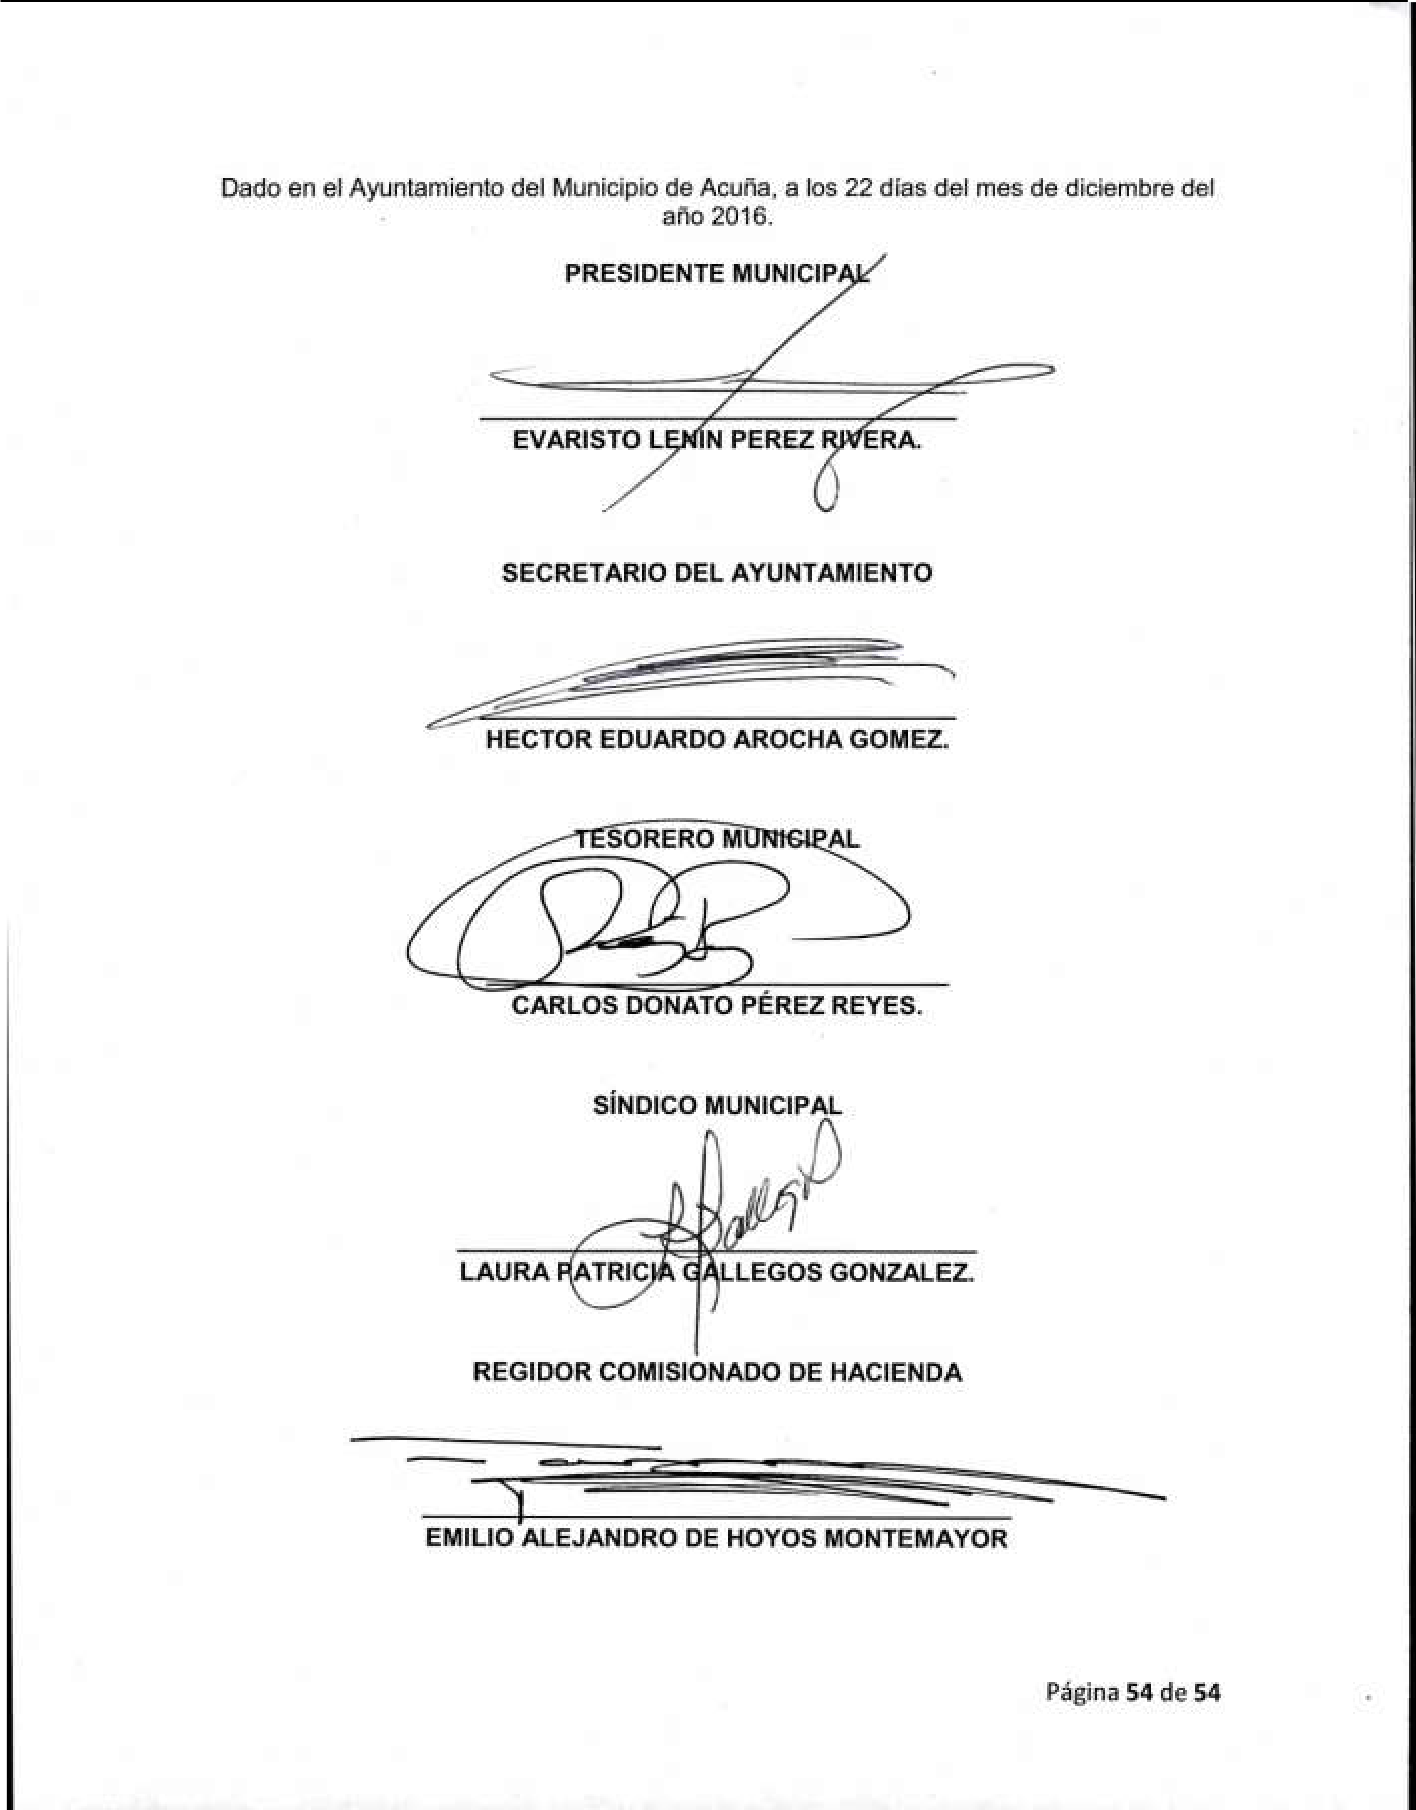 Dado en el Ayuntamiento del Municipio de Acuña, a los 22 días del mes de diciembre del
año 2016.
PRESIDENTE MUNICIPAL
EVARISTO LENIN PEREZ RIVERA.
SECRETARIO DEL AYUNTAMIENTO
HECTOR EDUARDO AROCHA GOMEZ.
TESORERO MUNICIPAL
CARLOS DONATO PÉREZ REYES.
SÍNDICO MUNICIPAL
LAURA PATRICIA GALLEGOS GONZALEZ.
REGIDOR COMISIONADO DE HACIENDA
EMILIO ALEJANDRO DE HOYOS MONTEMAYOR
Página 54 de 54